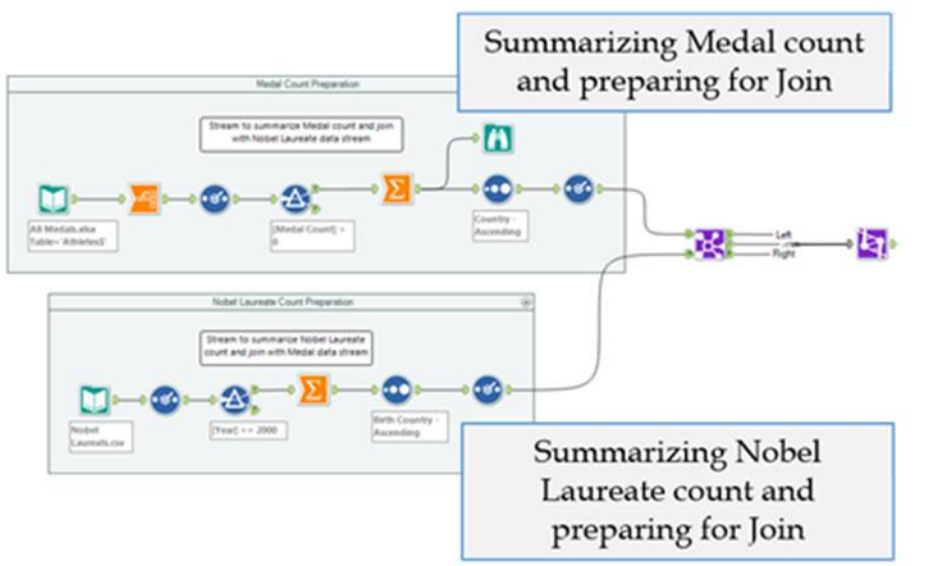 Summarizing Medal count
and preparing for Join
Medal Count Preparation
Stream to summarize Medal count and join
with Nobel Laureate data stream
All Medals.xlsx
Table='Athletes$'
[Medal Count] >
0
Country -
Ascending
Left
Right
Nobel Laureate Count Preparation
Stream to summarize Nobel Laureate
count and join with Medal data stream
Nobel
[Year] >= 2000
Birth Country -
Ascending
Summarizing Nobel
Laureate count and
preparing for Join